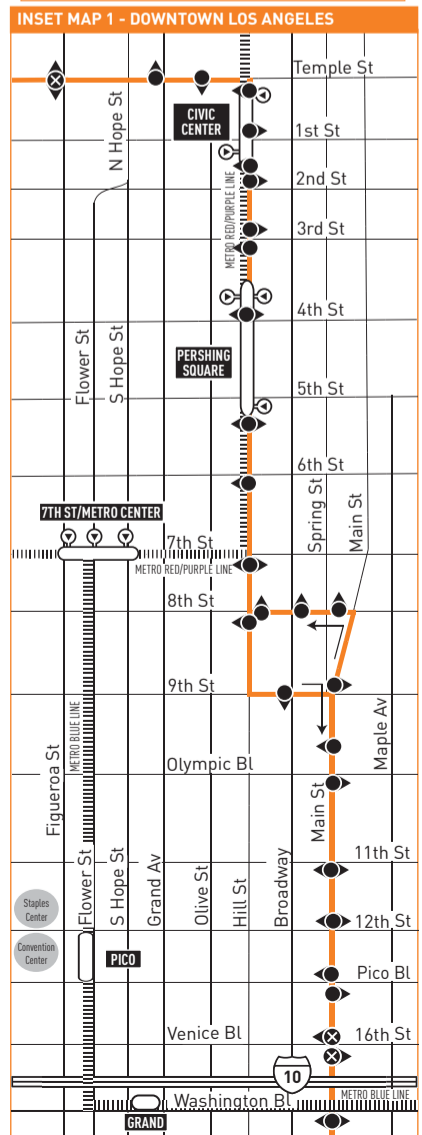 INSET MAP 1 - DOWNTOWN LOS ANGELES
Temple St
N Hope St
CIVIC
CENTER
1st St
2nd St
METRO RED/PURPLE LINE
3rd St
4th St
Flower St
S Hope St
PERSHING
SQUARE
5th St
6th St
Spring St
Main St
7TH ST/METRO CENTER
7th St
METRO RED/PURPLE LINE
8th St
9th St
Figueroa St
METRO BLUE LINE
Olympic Bl
Main St
Maple Av
11th St
Flower St
S Hope St
Grand Av
Olive St
Hill St
Broadway
Staples
Center
12th St
Convention
Center
PICO
Pico Bl
Venice Bl
16th St
10
Washington Bl
METRO BLUE LINE
GRAND